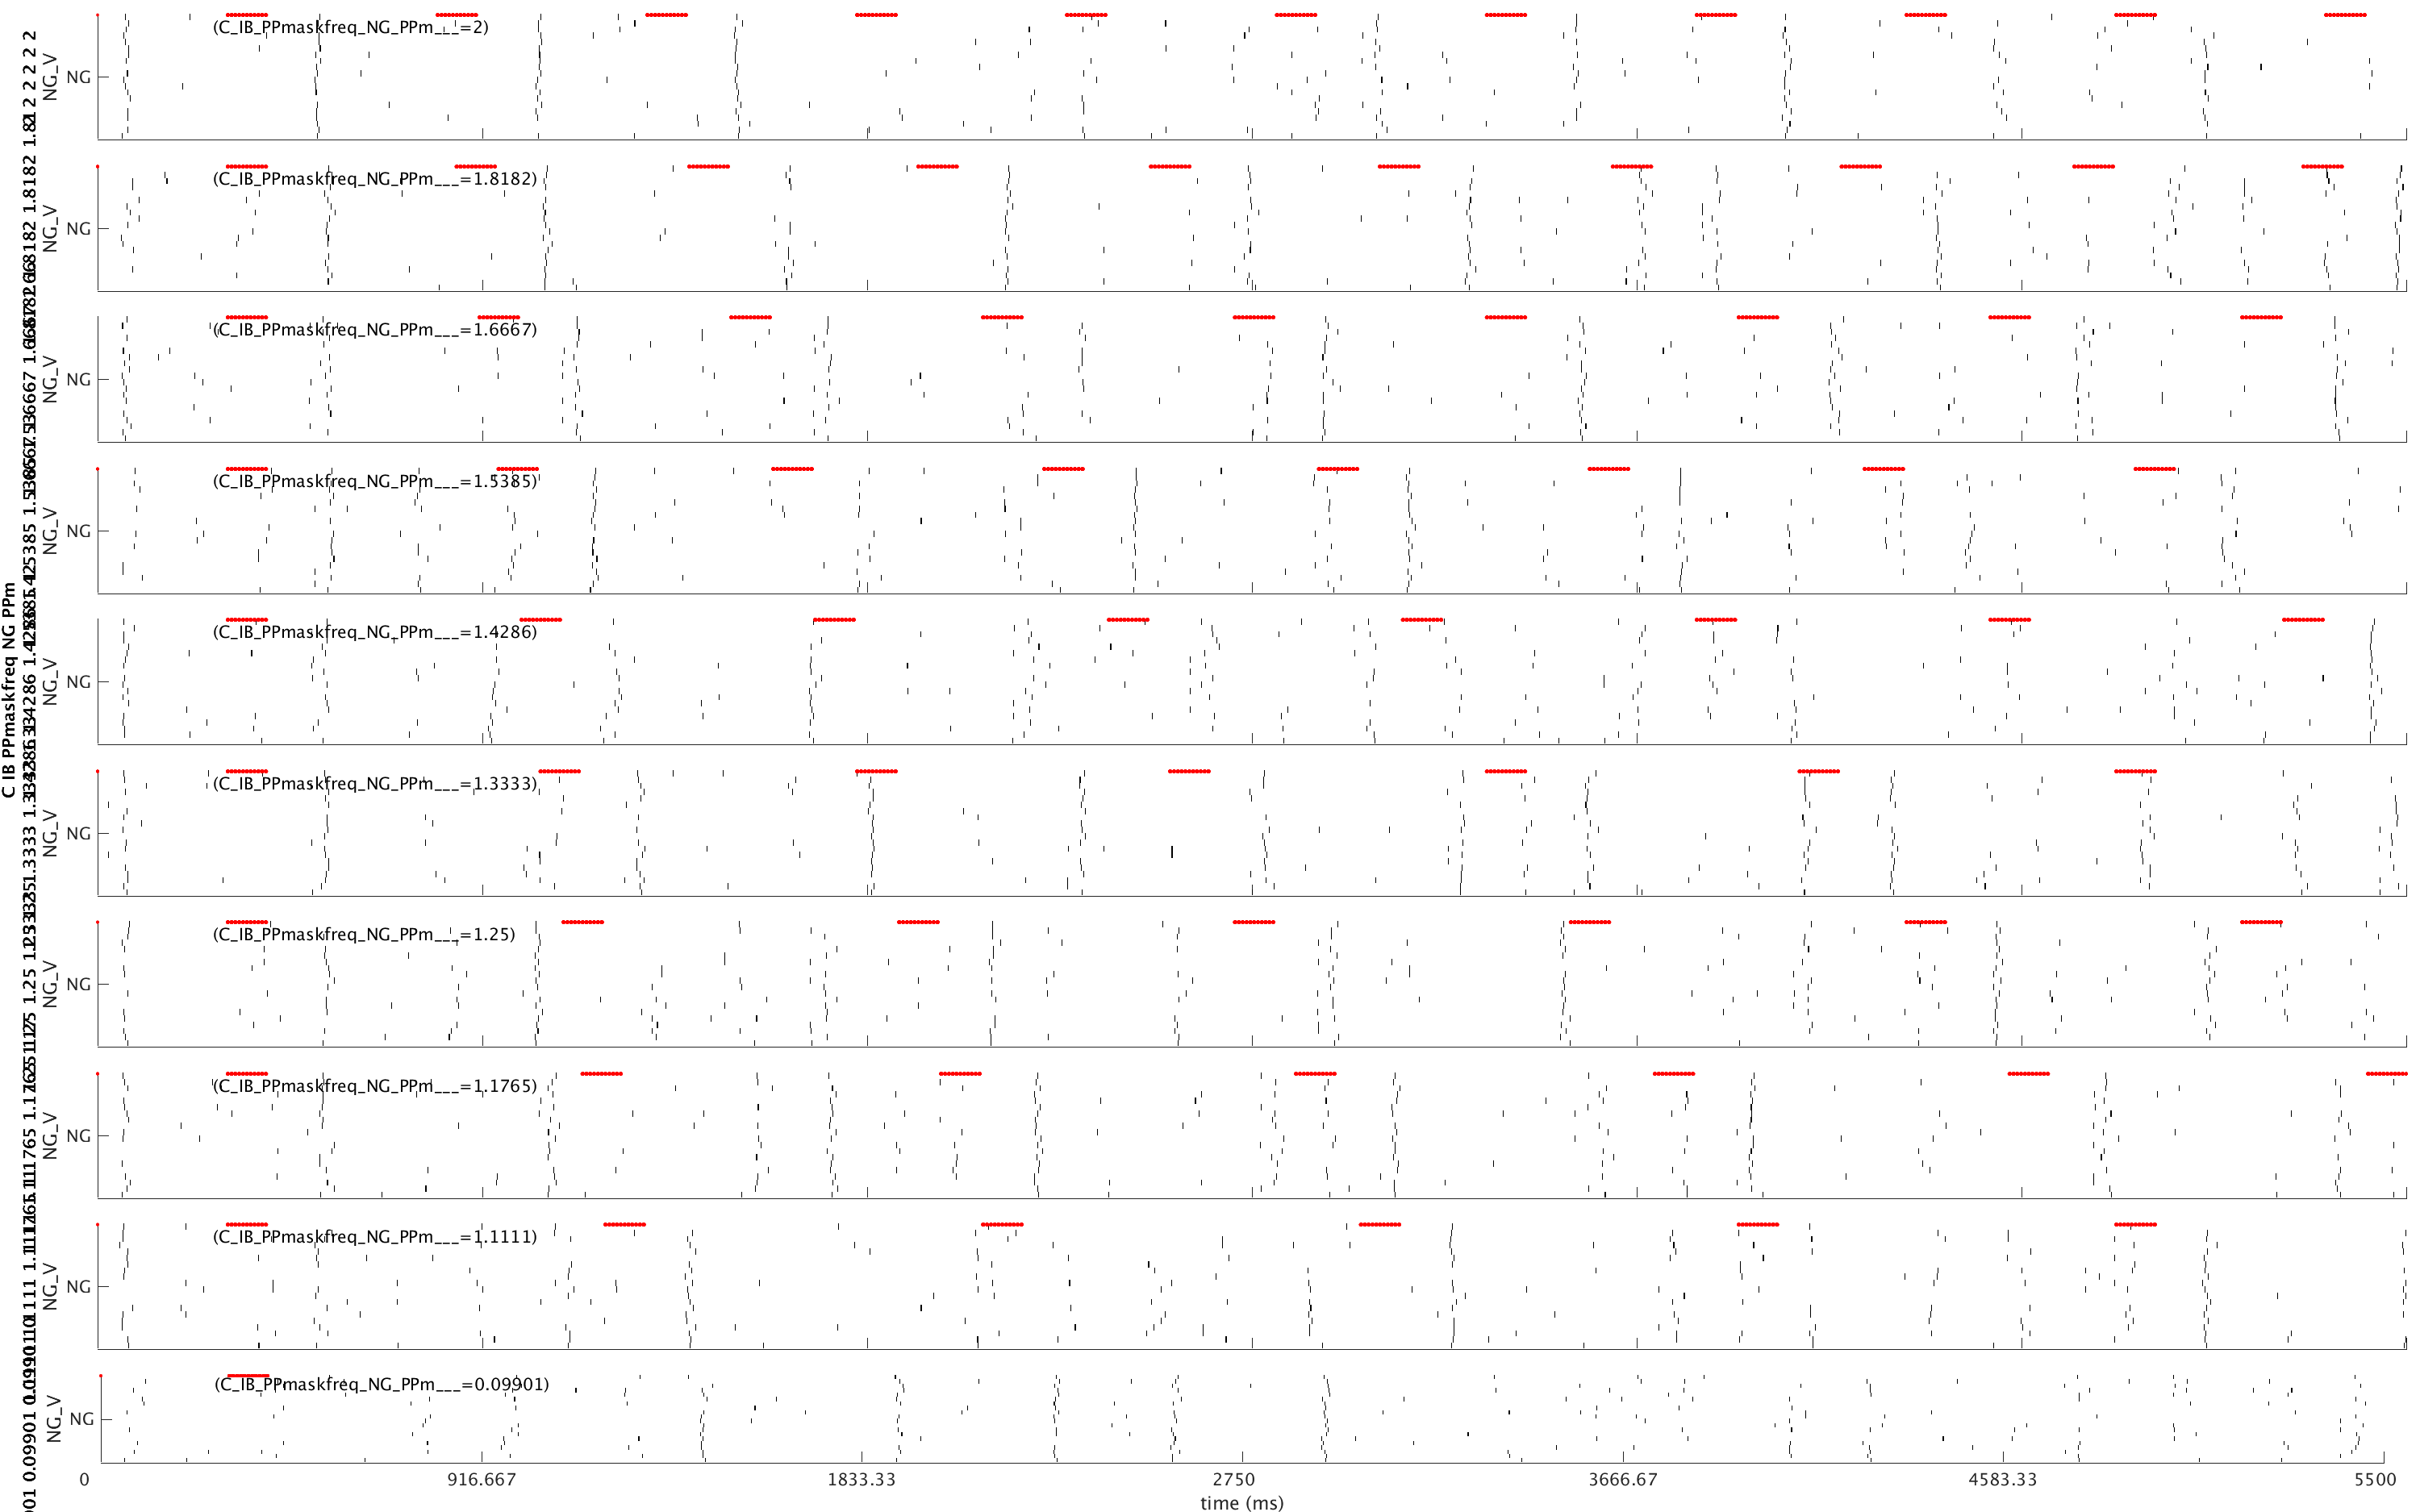 (C_IB_PPmaskfreq_NG_PPm___=2)
NG_V
NG
(C_IB_PPmaskfreq_NG_PPm___=1.8182)
NG_V
NG
(C_IB_PPmaskfreq_NG_PPm___=1.6667)
NG_V
NG
(C_IB_PPmaskfreq_NG_PPm___=1.5385)
NG_V
NG
(C_IB_PPmaskfreq_NG_PPm___=1.4286)
NG_V
NG
C IB PPmaskfreq NG PPm
(C_IB_PPmaskfreq_NG_PPm___=1.3333)
NG_V
NG
(C_IB_PPmaskfreq_NG_PPm___=1.25)
NG_V
NG
(C_IB_PPmaskfreq_NG_PPm___=1.1765)
NG_V
NG
(C_IB_PPmaskfreq_NG_PPm___=1.1111)
NG_V
NG
(C_IB_PPmaskfreq_NG_PPm___=0.09901)
NG_V
NG
0 916.667 1833.33 2750 3666.67 4583.33 5500
time (ms)